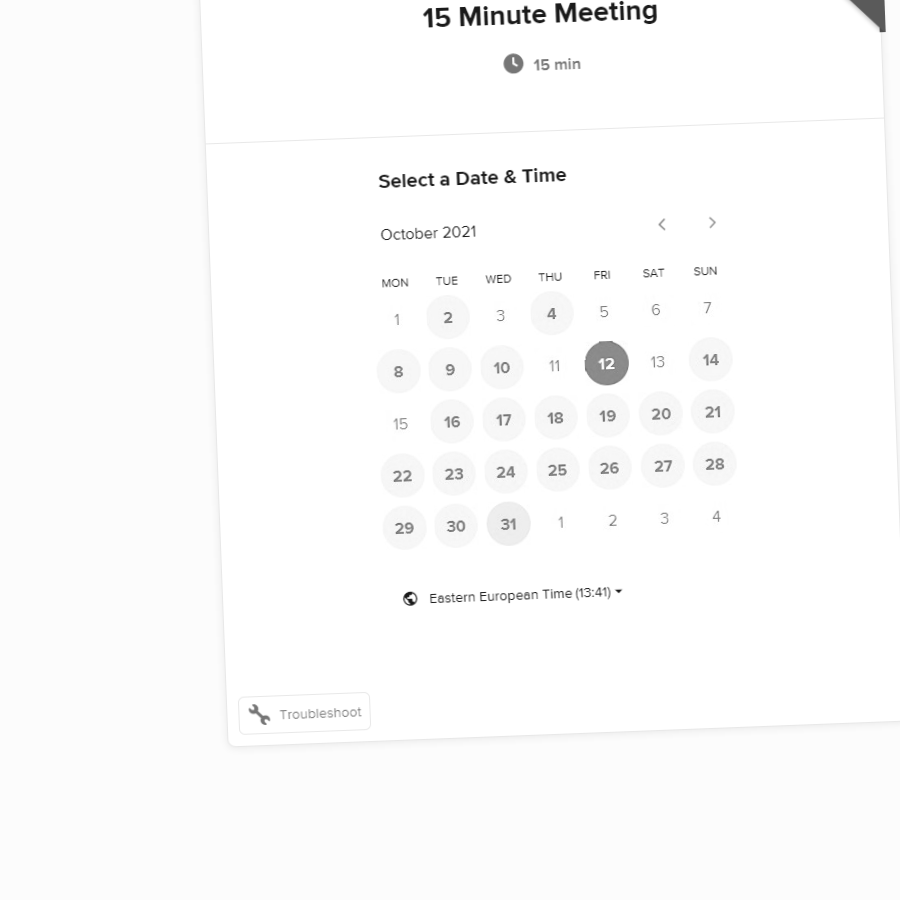 15 Minute Meeting
15 min
Select a Date & Time
October 2021
MON TUE WED THU FRI SAT SUN
1 2 3 4 5 6 7
8 9 10 11 12 13 14
15 16 17 18 19 20 21
22 23 24 25 26 27 28
29 30 31 1 2 3 4
Eastern European Time (13:41)
Troubleshoot